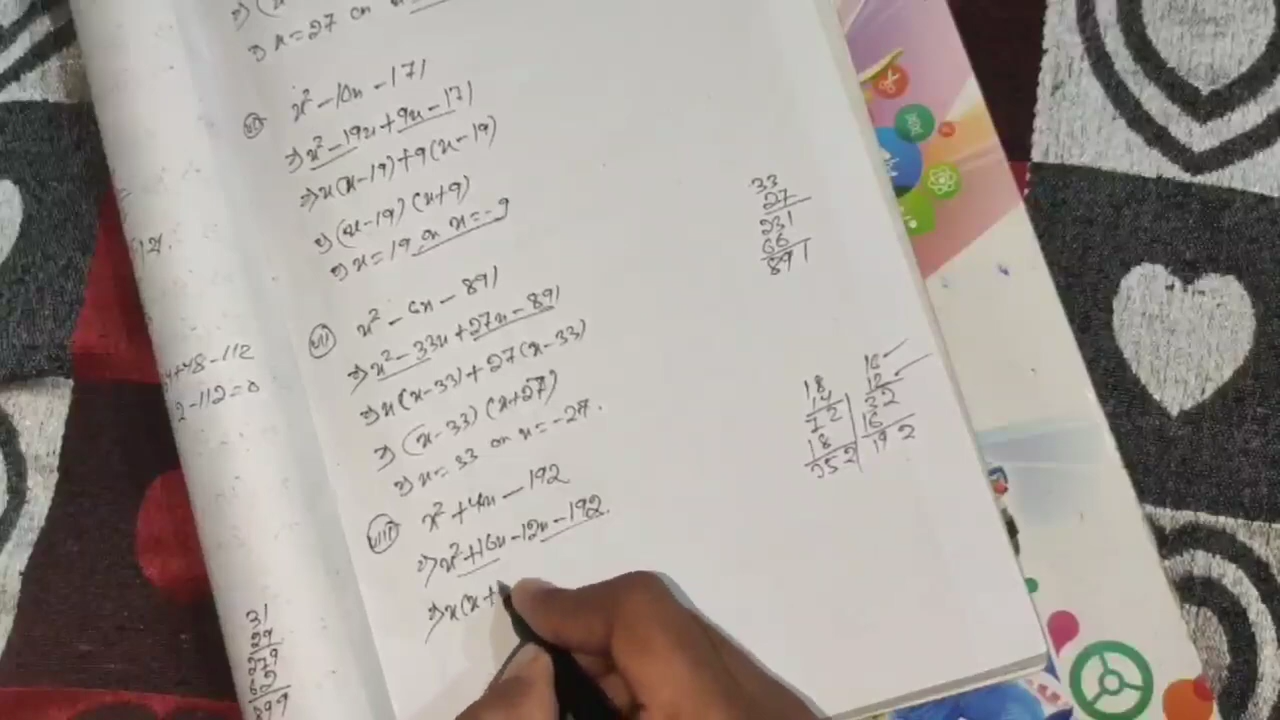 ⇒ x = 27 or
vi) x² - 10x - 171
⇒ x² - 19x + 9x - 171
⇒ x(x-19) + 9(x-19)
⇒ (x-19) (x+9)
⇒ x = 19 or x = -9
vii) x² - 6x - 891
⇒ x² - 33x + 27x - 891
⇒ x(x-33) + 27(x-33)
⇒ (x-33) (x+27)
⇒ x = 33 or x = -27.
viii) x² + 4x - 192
⇒ x² + 16x - 12x - 192.
⇒ x(x+
33
27
231
66
891
18
14
72
18
252
16
12
32
16
192
+48-112
2-112=0
31
29
279
62
899